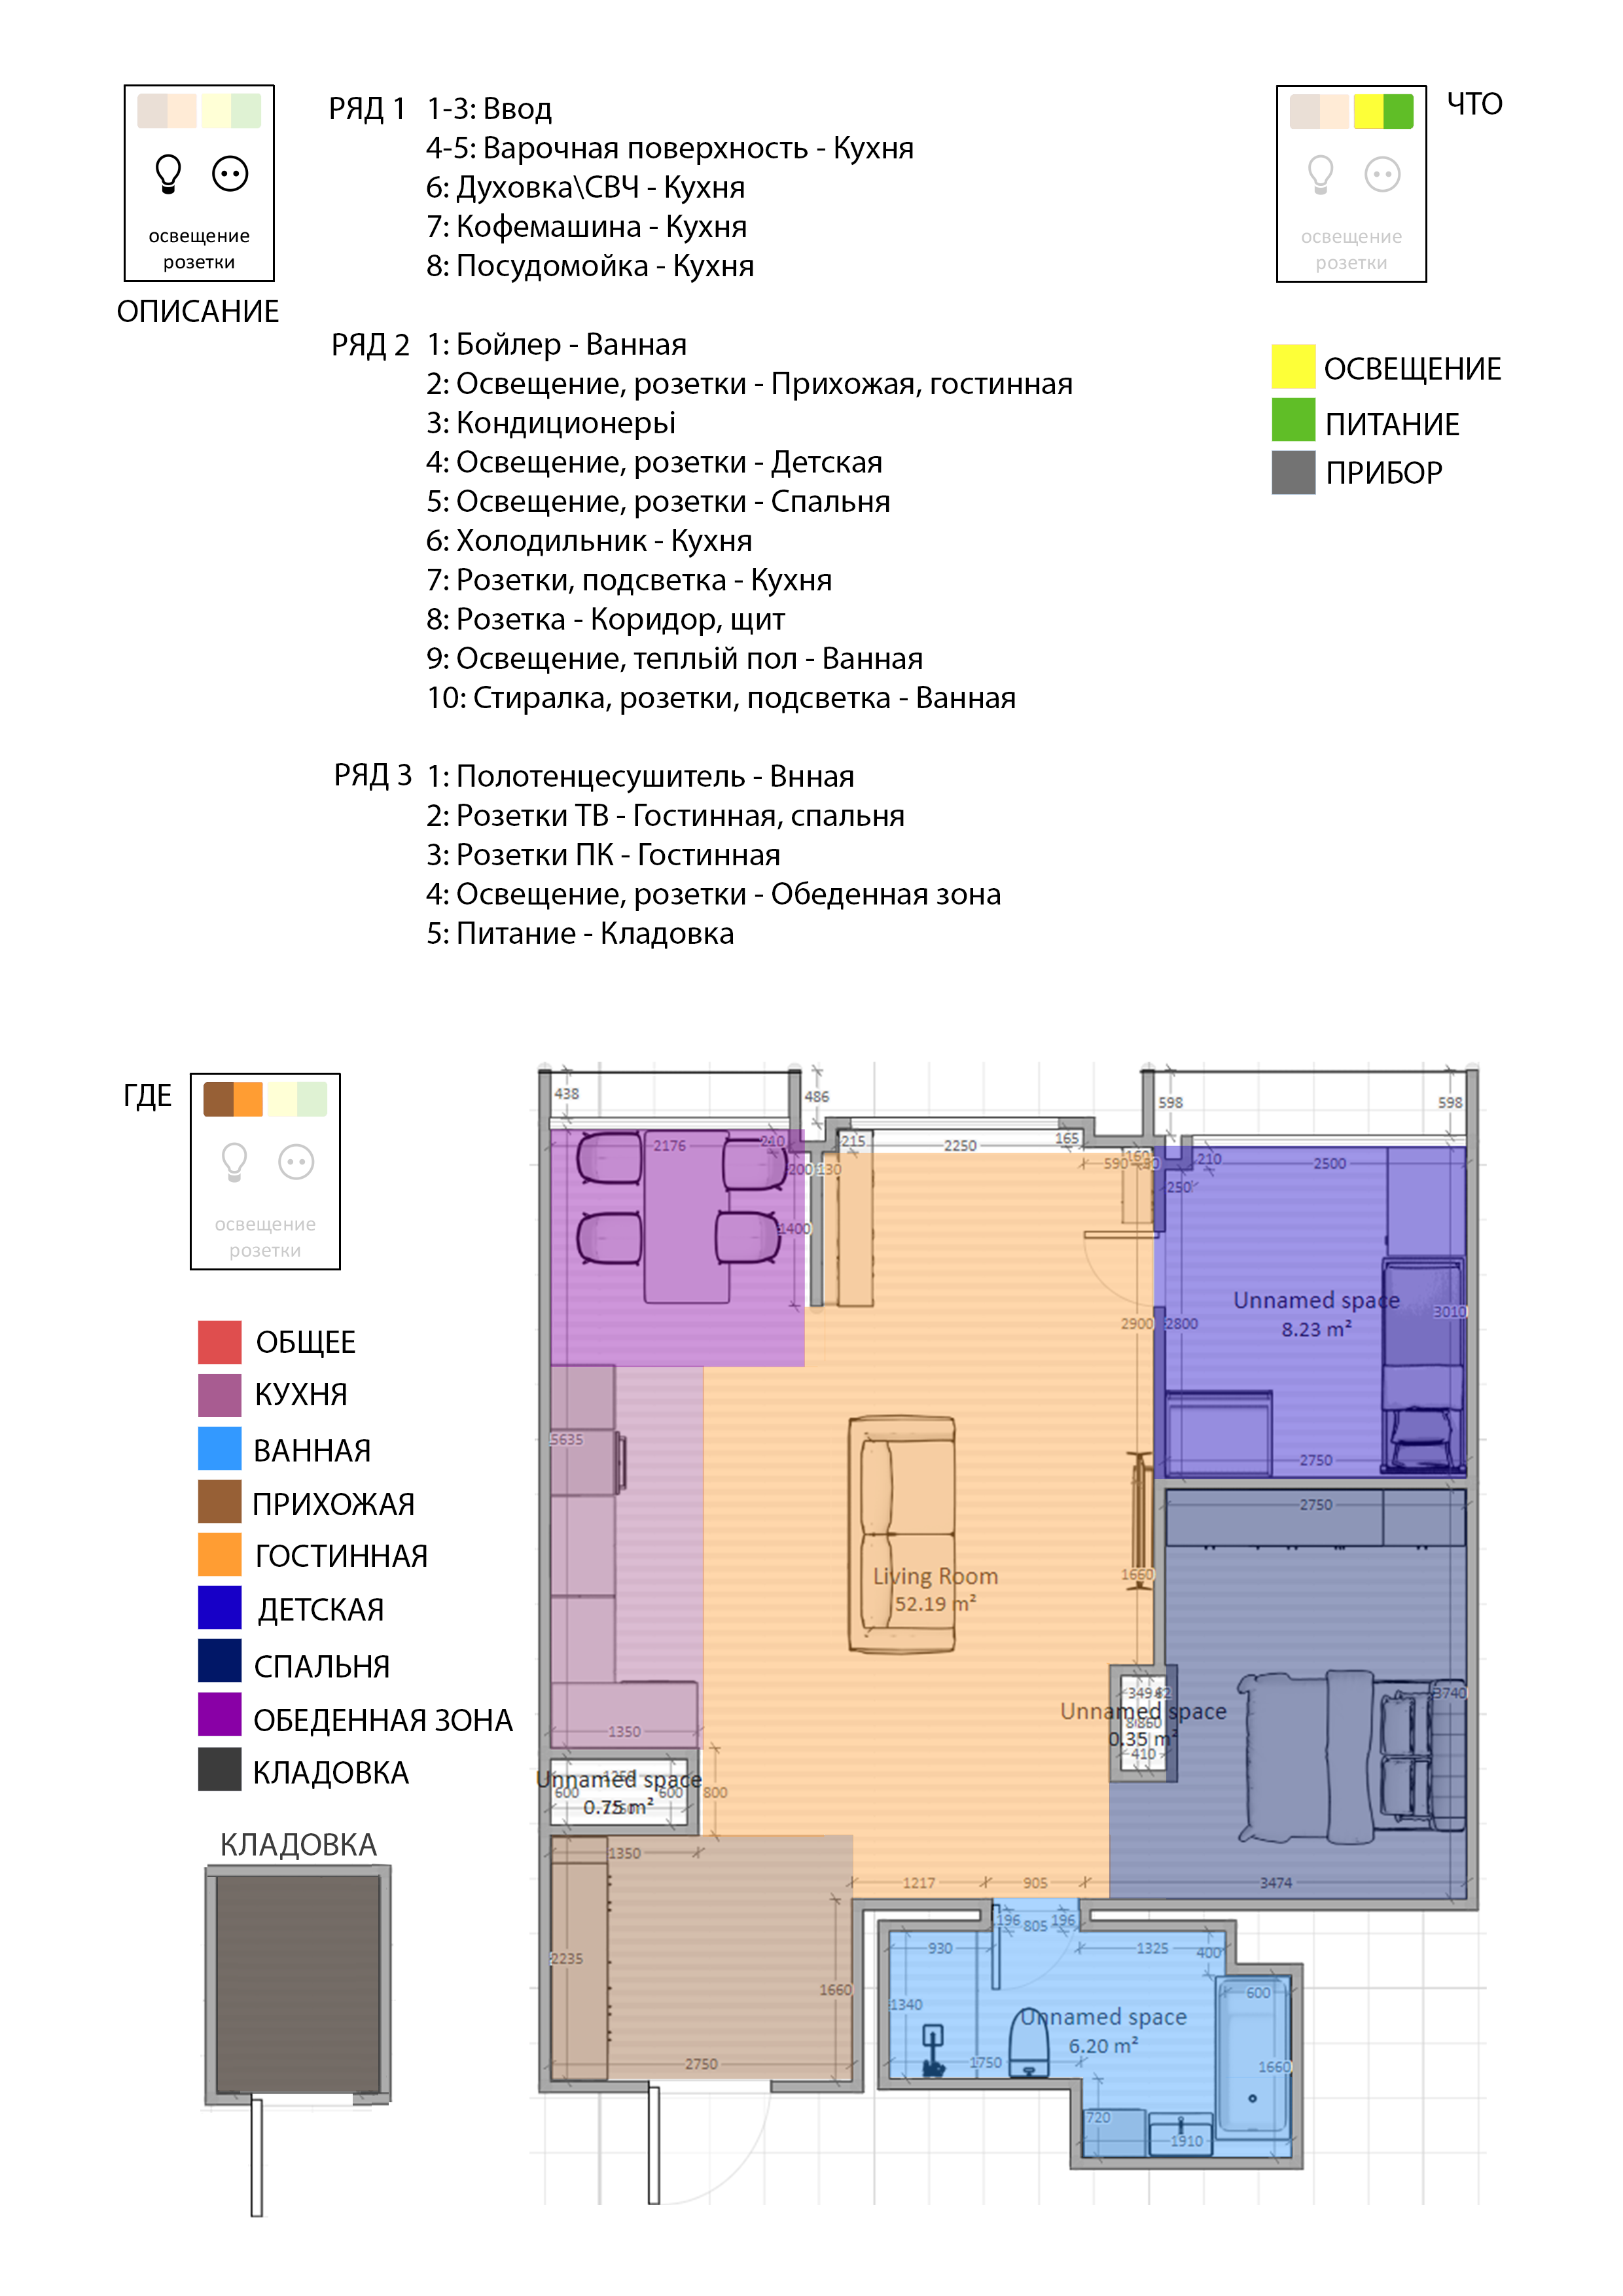 освещение
розетки
ОПИСАНИЕ
РЯД 1
1-3: Ввод
4-5: Варочная поверхность - Кухня
6: Духовка\СВЧ - Кухня
7: Кофемашина - Кухня
8: Посудомойка - Кухня
РЯД 2
1: Бойлер - Ванная
2: Освещение, розетки - Прихожая, гостинная
3: Кондиционерьі
4: Освещение, розетки - Детская
5: Освещение, розетки - Спальня
6: Холодильник - Кухня
7: Розетки, подсветка - Кухня
8: Розетка - Коридор, щит
9: Освещение, тепльій пол - Ванная
10: Стиралка, розетки, подсветка - Ванная
РЯД 3
1: Полотенцесушитель - Внная
2: Розетки ТВ - Гостинная, спальня
3: Розетки ПК - Гостинная
4: Освещение, розетки - Обеденная зона
5: Питание - Кладовка
ЧТО
освещение
розетки
ОСВЕЩЕНИЕ
ПИТАНИЕ
ПРИБОР
ГДЕ
освещение
розетки
ОБЩЕЕ
КУХНЯ
ВАННАЯ
ПРИХОЖАЯ
ГОСТИННАЯ
ДЕТСКАЯ
СПАЛЬНЯ
ОБЕДЕННАЯ ЗОНА
КЛАДОВКА
КЛАДОВКА
438
486
598
598
2176
210
215
2250
165
160
200
130
590
210
2500
250
1400
2900
2800
Unnamed space
8.23 m²
3010
5635
2750
2750
Living Room
52.19 m²
1660
349
Unnamed space
0.35 m²
860
410
3740
1350
Unnamed space
0.75 m²
600
600
800
1350
1217
905
3474
196
805
196
930
1325
400
2235
1660
1340
600
Unnamed space
6.20 m²
2750
1750
1660
720
1910